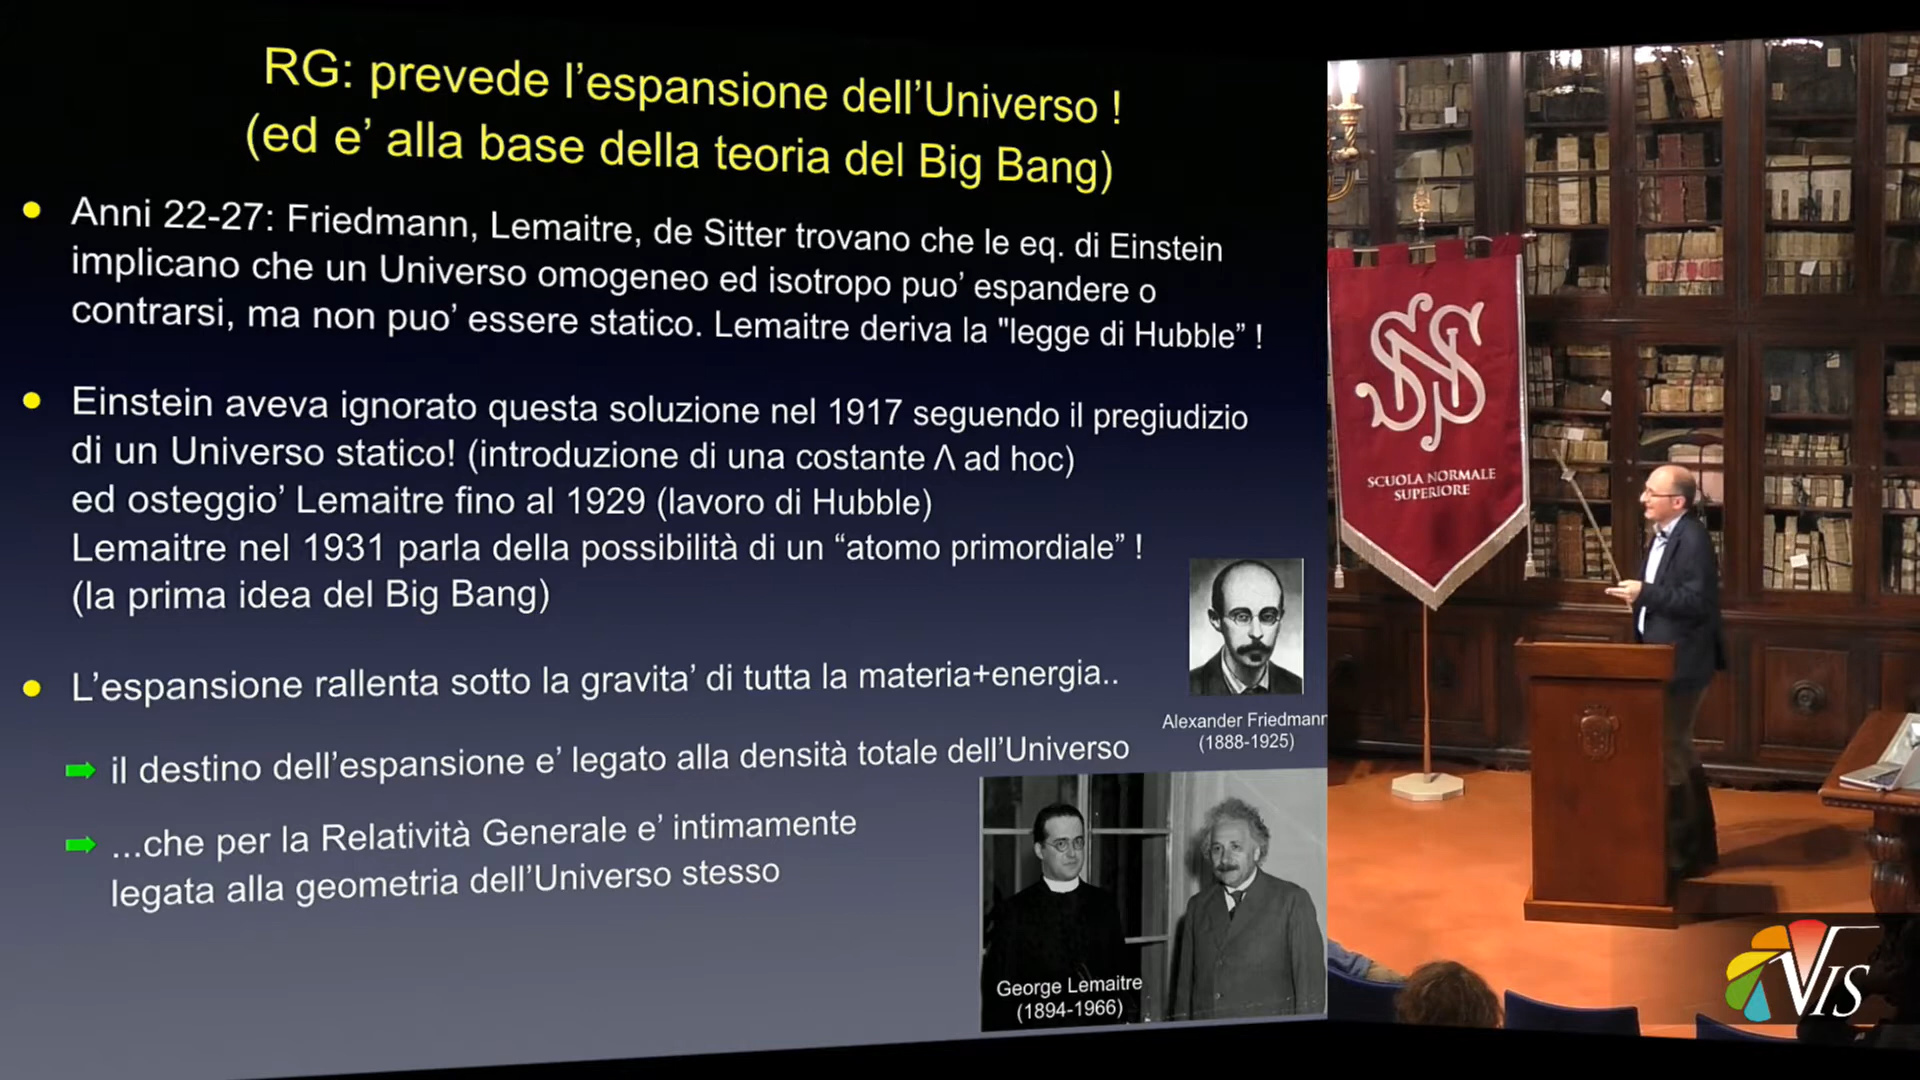 RG: prevede l'espansione dell'Universo !
(ed e' alla base della teoria del Big Bang)
Anni 22-27: Friedmann, Lemaitre, de Sitter trovano che le eq. di Einstein
implicano che un Universo omogeneo ed isotropo puo' espandere o
contrarsi, ma non puo' essere statico. Lemaitre deriva la "legge di Hubble” !
Einstein aveva ignorato questa soluzione nel 1917 seguendo il pregiudizio
di un Universo statico! (introduzione di una costante Λ ad hoc)
ed osteggio' Lemaitre fino al 1929 (lavoro di Hubble)
Lemaitre nel 1931 parla della possibilità di un “atomo primordiale” !
(la prima idea del Big Bang)
L'espansione rallenta sotto la gravita' di tutta la materia+energia..
il destino dell'espansione e' legato alla densità totale dell'Universo
...che per la Relatività Generale e' intimamente
legata alla geometria dell'Universo stesso
Alexander Friedmann
(1888-1925)
George Lemaitre
(1894-1966)
SNS
SCUOLA NORMALE
SUPERIORE
VIS